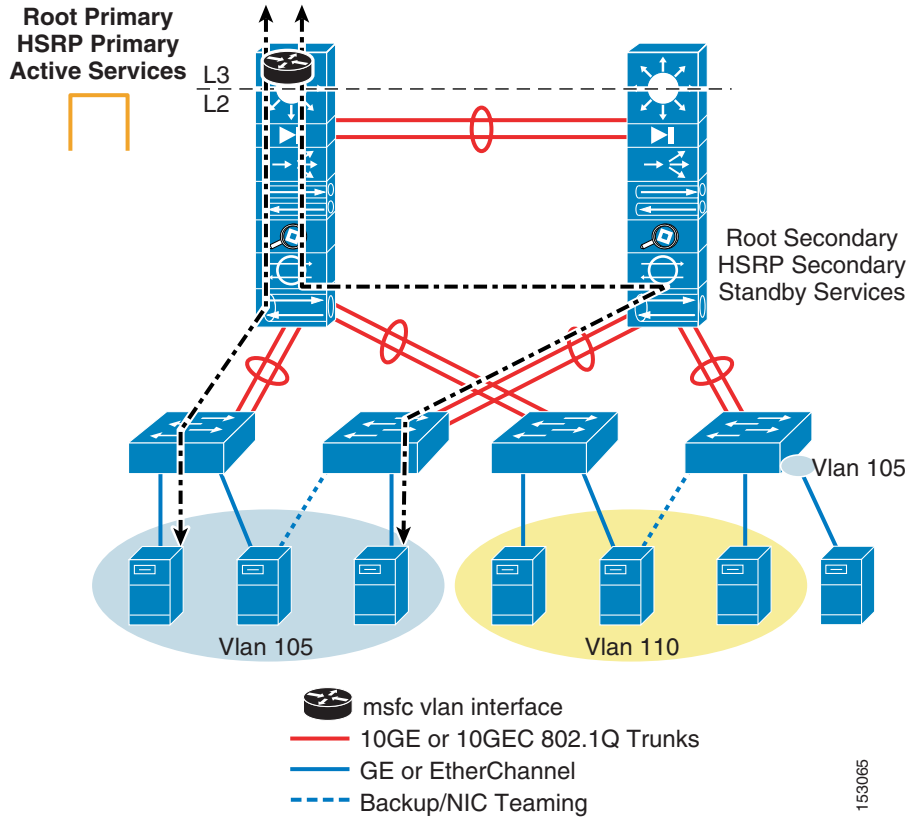 Root Primary
HSRP Primary
Active Services
L3
L2
Root Secondary
HSRP Secondary
Standby Services
Vlan 105
Vlan 105
Vlan 110
msfc vlan interface
10GE or 10GEC 802.1Q Trunks
GE or EtherChannel
Backup/NIC Teaming
153065